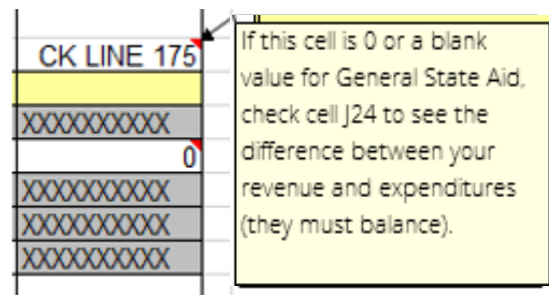 CK LINE 175
XXXXXXXXXX
0
XXXXXXXXXX
XXXXXXXXXX
XXXXXXXXXX
If this cell is 0 or a blank
value for General State Aid,
check cell J24 to see the
difference between your
revenue and expenditures
(they must balance).